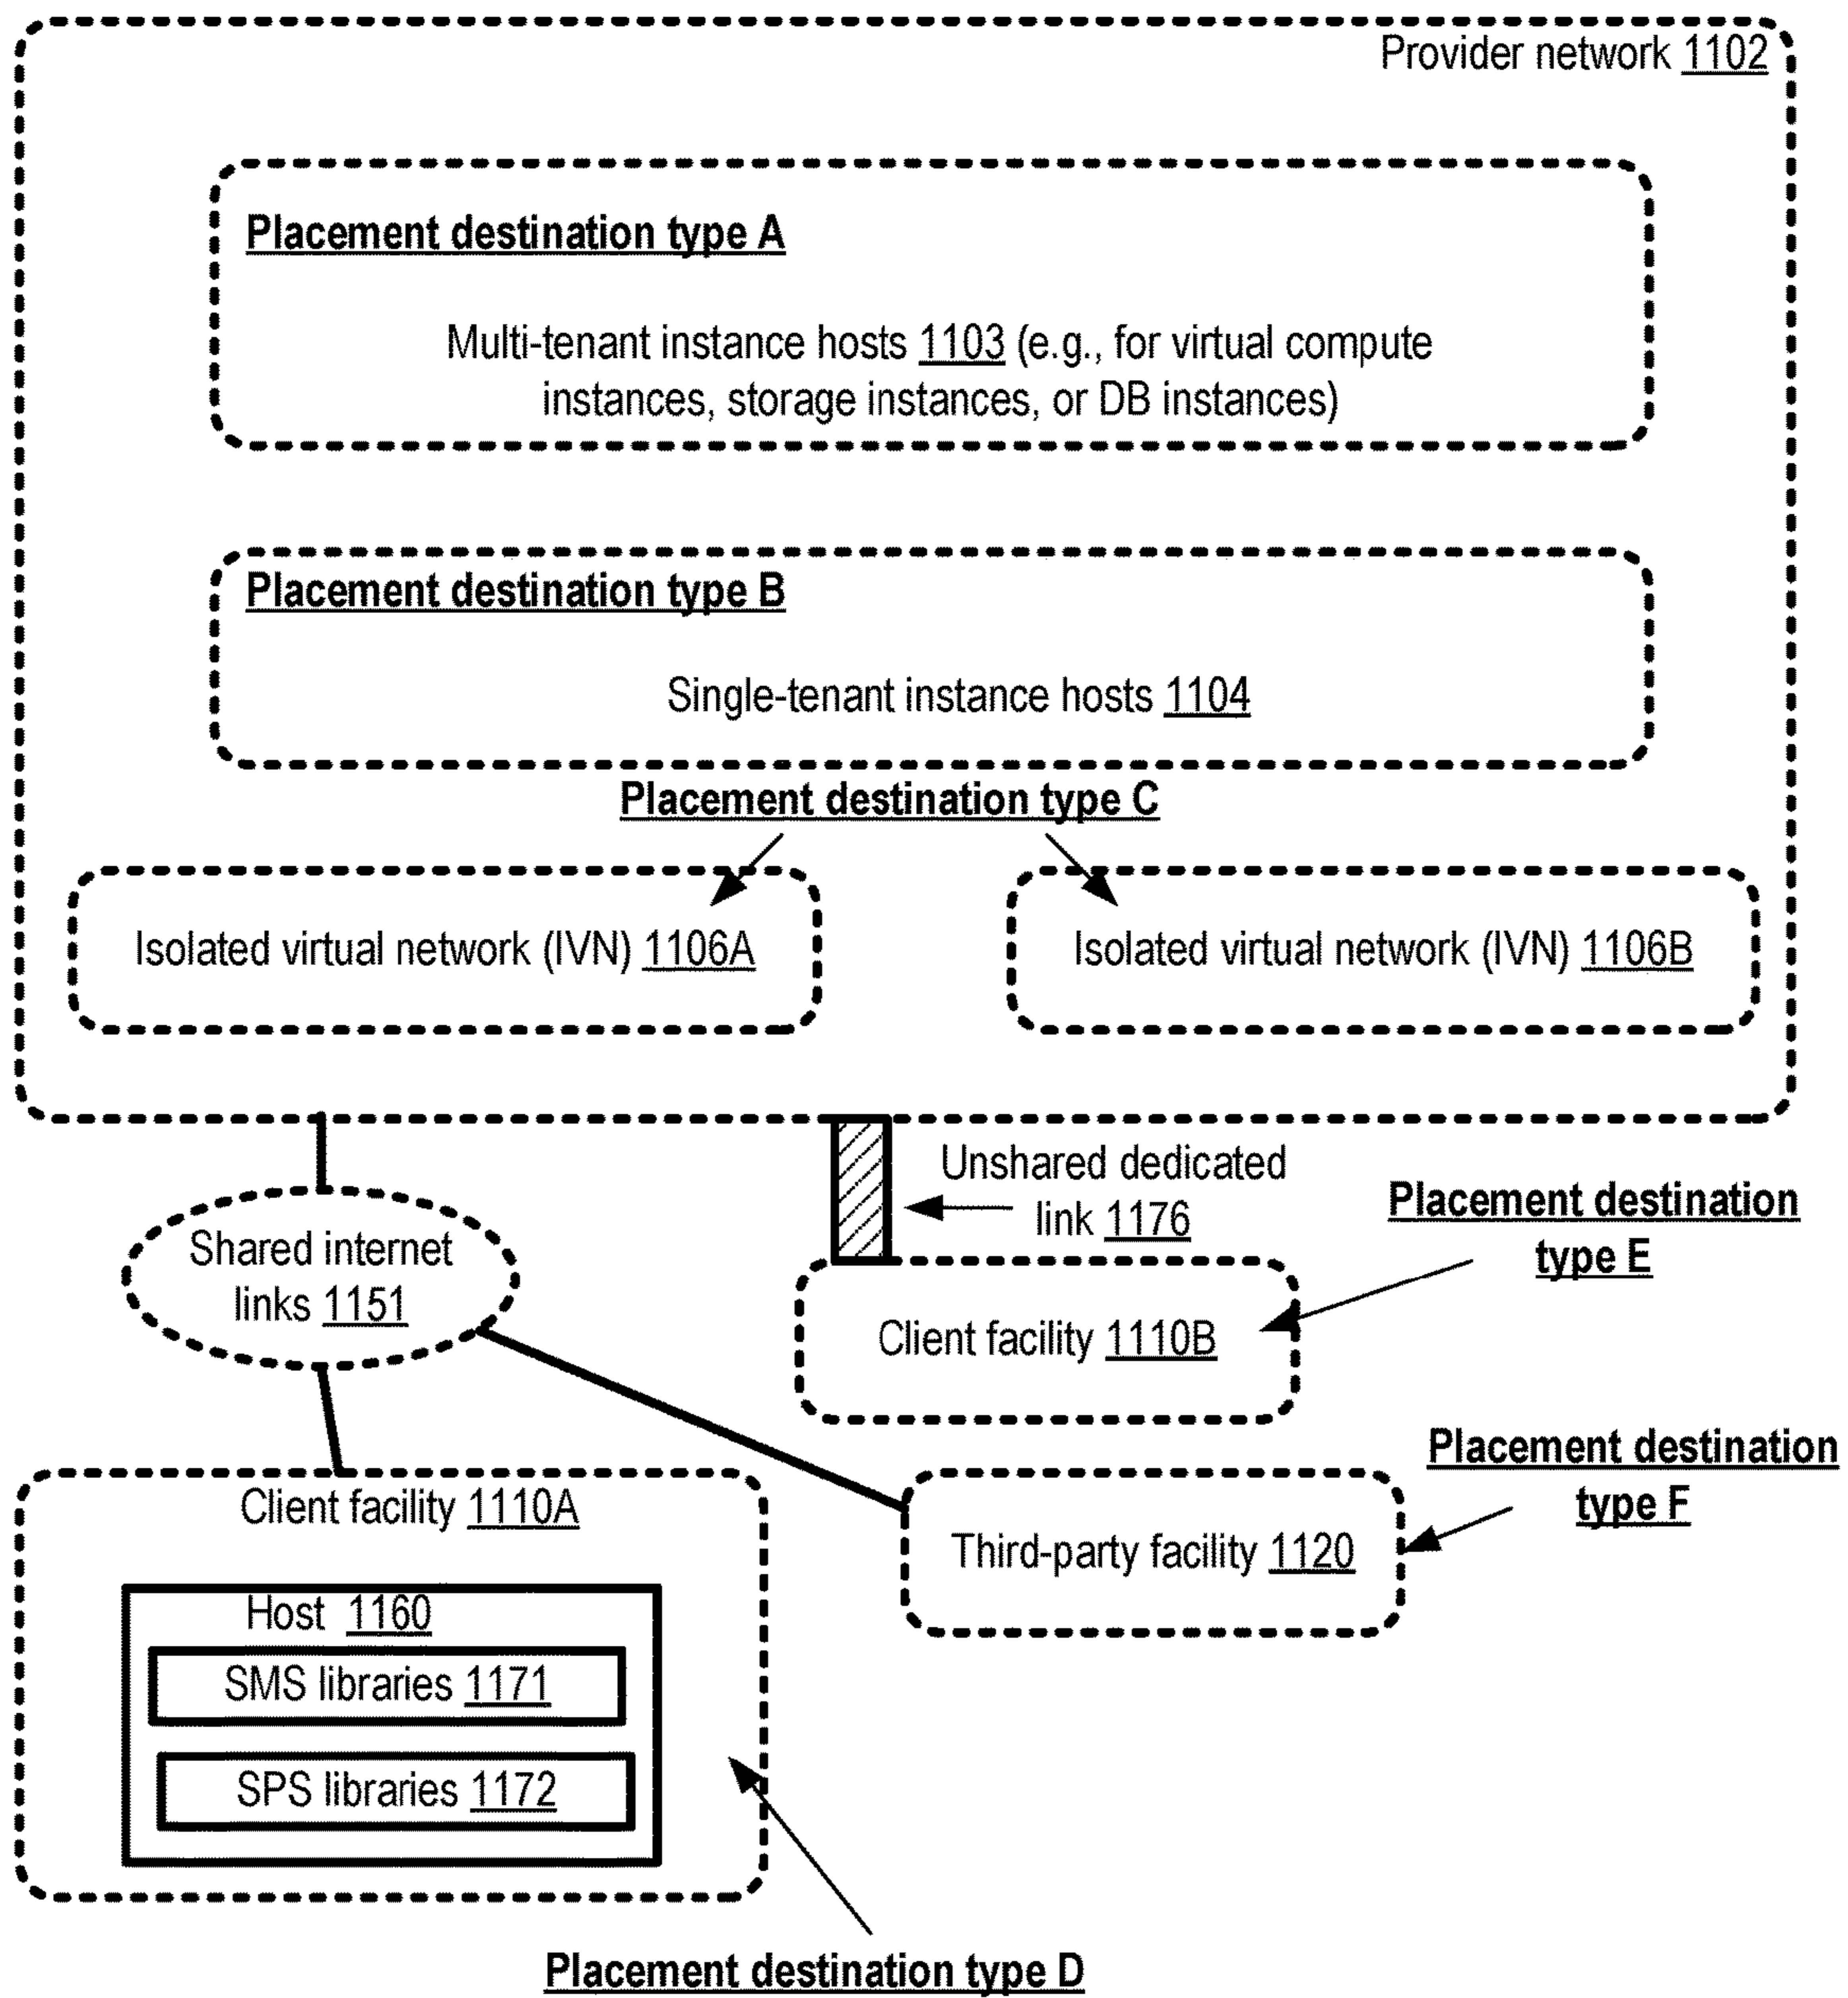 Provider network 1102
Placement destination type A
Multi-tenant instance hosts 1103 (e.g., for virtual compute
instances, storage instances, or DB instances)
Placement destination type B
Single-tenant instance hosts 1104
Placement destination type C
Isolated virtual network (IVN) 1106A
Isolated virtual network (IVN) 1106B
Unshared dedicated
link 1176
Shared internet
links 1151
Placement destination
type E
Client facility 1110B
Placement destination
type F
Client facility 1110A
Third-party facility 1120
Host 1160
SMS libraries 1171
SPS libraries 1172
Placement destination type D